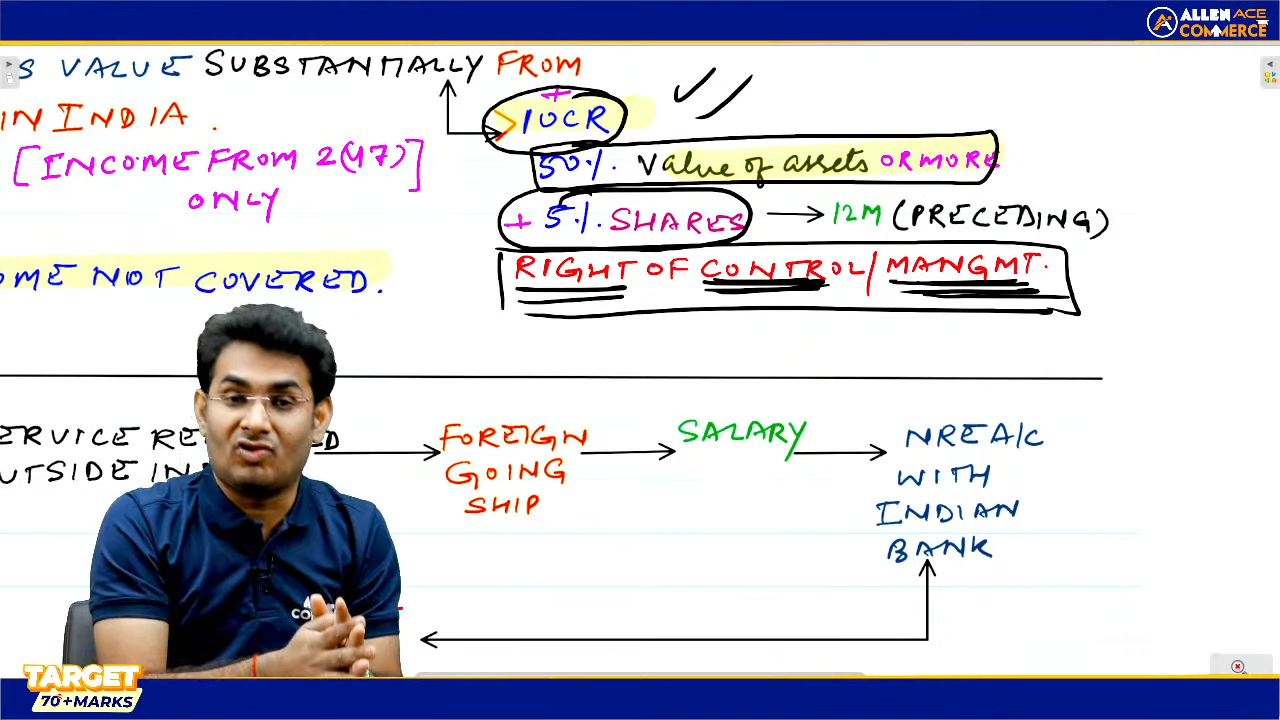 ALLEN ACE
COMMERCE
S VALUE SUBSTANTIALLY FROM
IN INDIA.
+
> 10CR
[INCOME FROM 2(47)]
ONLY
50%. Value of assets OR MORE
+ 5%. SHARES → 12M (PRECEDING)
RIGHT OF CONTROL/MANGMT.
OME NOT COVERED.
ERVICE RE D
OUTSIDE IN
FOREIGN
GOING
SHIP
SALARY
NRE A/C
WITH
INDIAN
BANK
CO
TARGET
70+MARKS